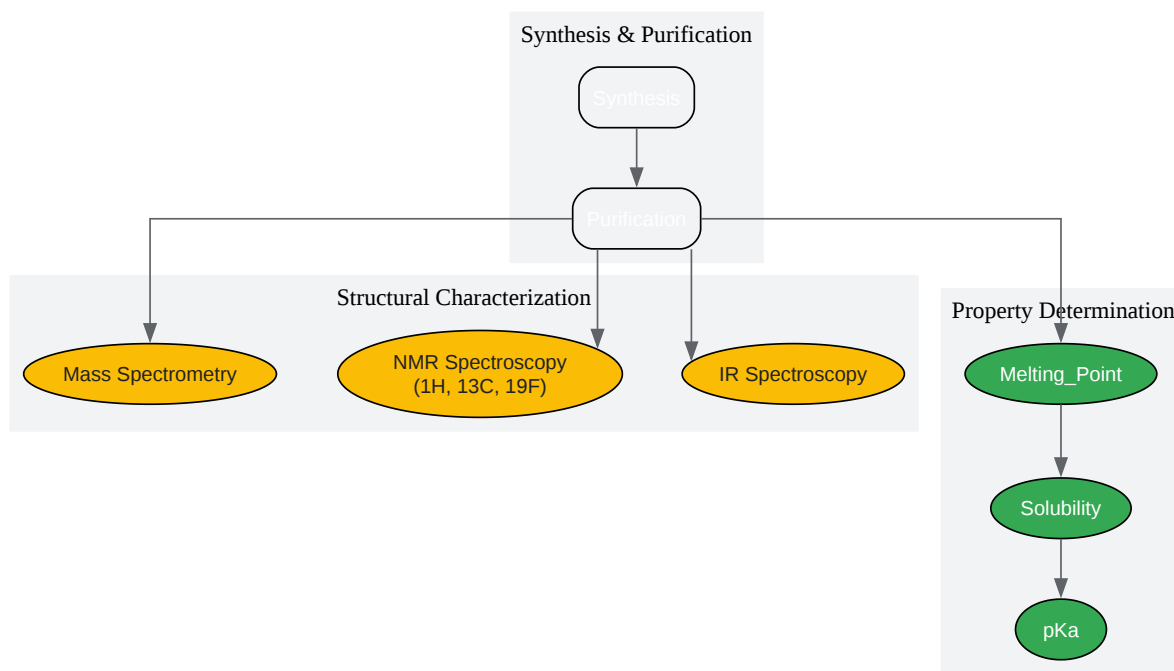 Synthesis & Purification
Synthesis
Purification
Structural Characterization
Property Determination
Mass Spectrometry
NMR Spectroscopy
(1H, 13C, 19F)
IR Spectroscopy
Melting_Point
Solubility
pKa